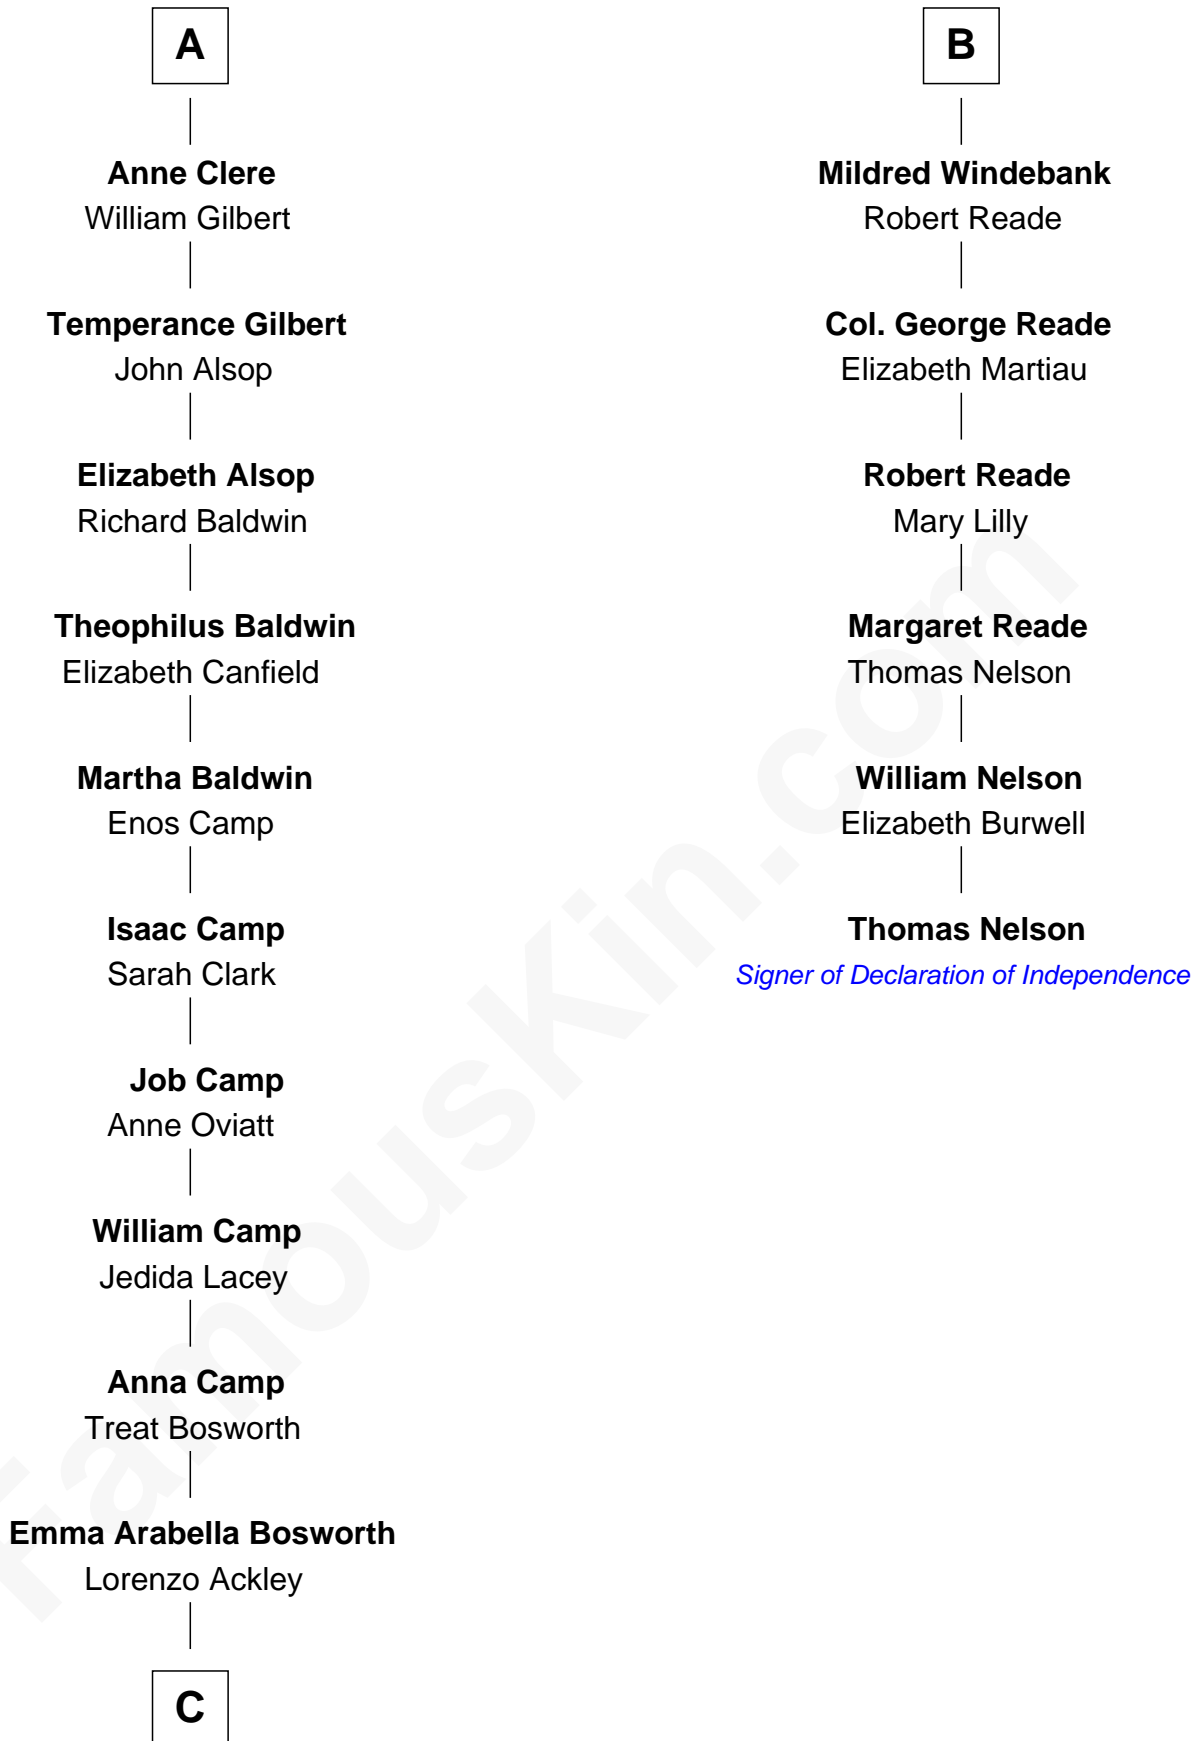 A
Anne Clere
William Gilbert
Temperance Gilbert
John Alsop
Elizabeth Alsop
Richard Baldwin
Theophilus Baldwin
Elizabeth Canfield
Martha Baldwin
Enos Camp
Isaac Camp
Sarah Clark
Job Camp
Anne Oviatt
William Camp
Jedida Lacey
Anna Camp
Treat Bosworth
Emma Arabella Bosworth
Lorenzo Ackley
C
B
Mildred Windebank
Robert Reade
Col. George Reade
Elizabeth Martiau
Robert Reade
Mary Lilly
Margaret Reade
Thomas Nelson
William Nelson
Elizabeth Burwell
Thomas Nelson
Signer of Declaration of Independence
FamousKin.com